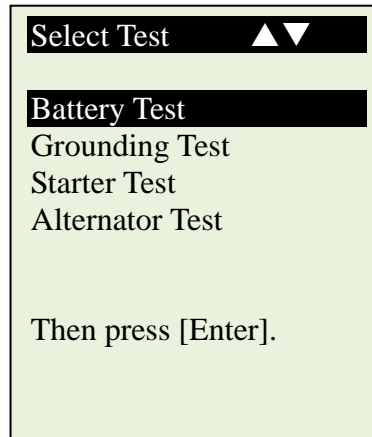 Select Test ▲▼
Battery Test
Grounding Test
Starter Test
Alternator Test
Then press [Enter].